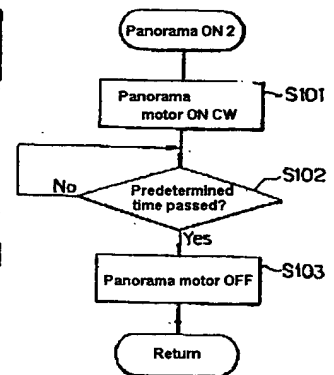 Panorama ON 2
Panorama
motor ON CW
S101
Predetermined
time passed?
S102
No
Yes
Panorama motor OFF
S103
Return